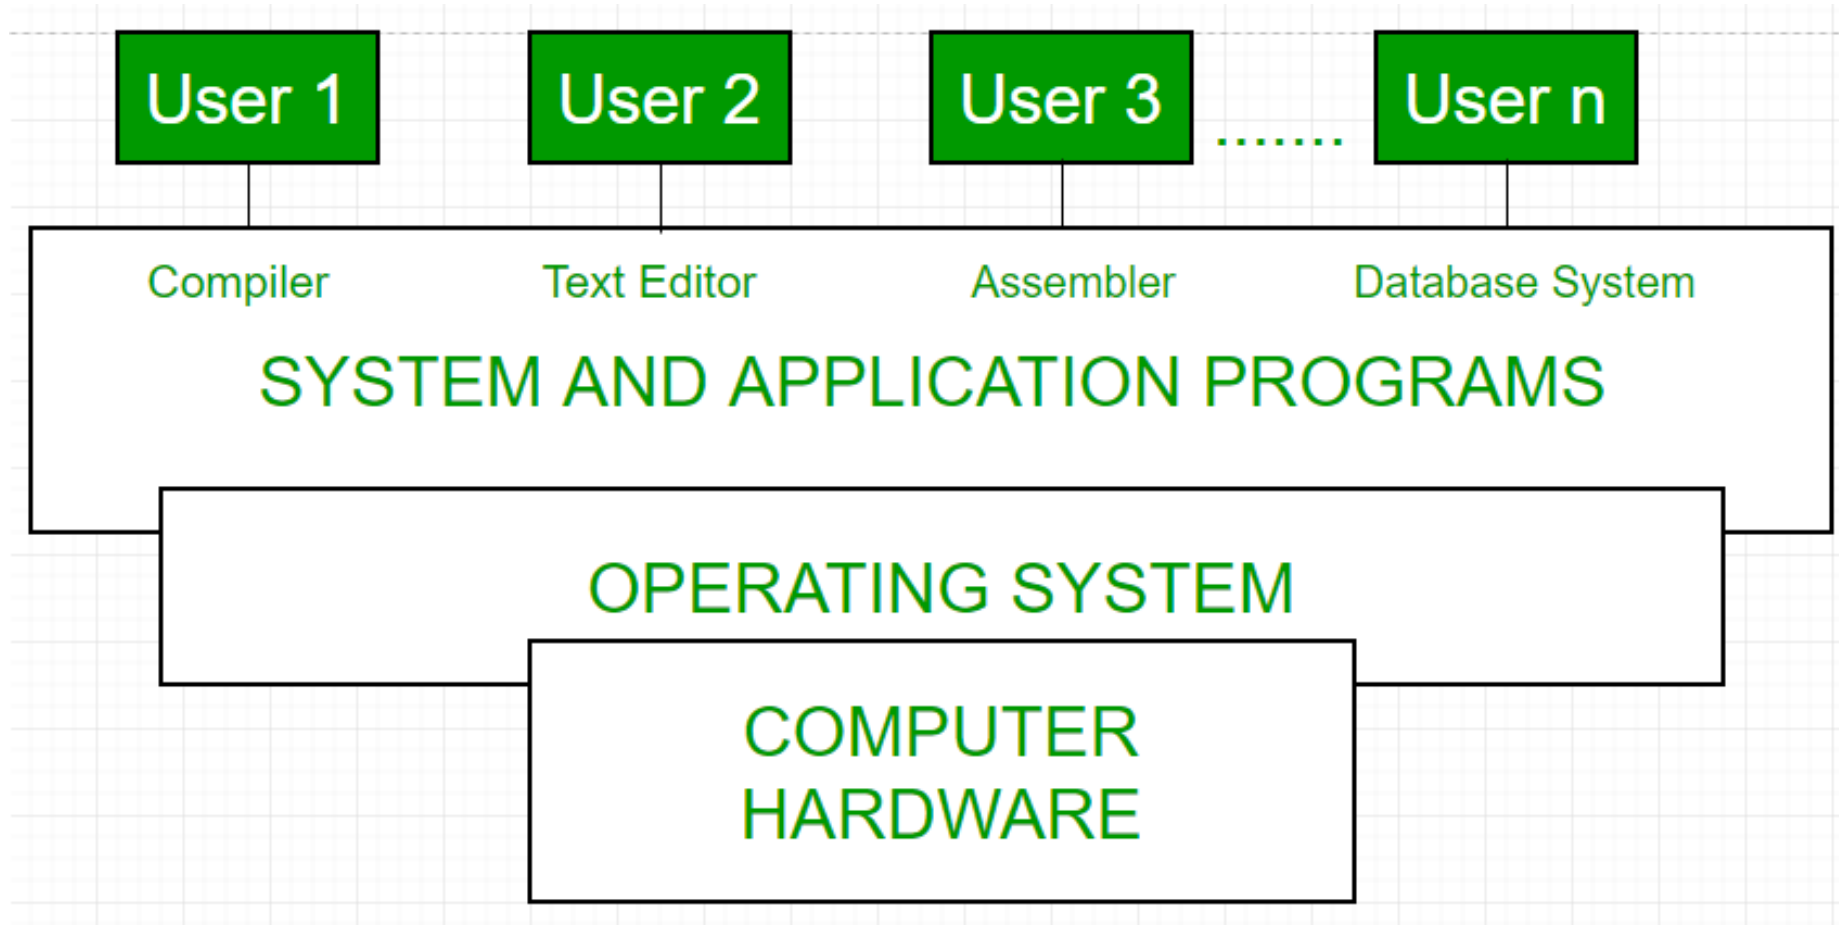 User 1 User 2 User 3 ....... User n
Compiler Text Editor Assembler Database System
SYSTEM AND APPLICATION PROGRAMS
OPERATING SYSTEM
COMPUTER
HARDWARE